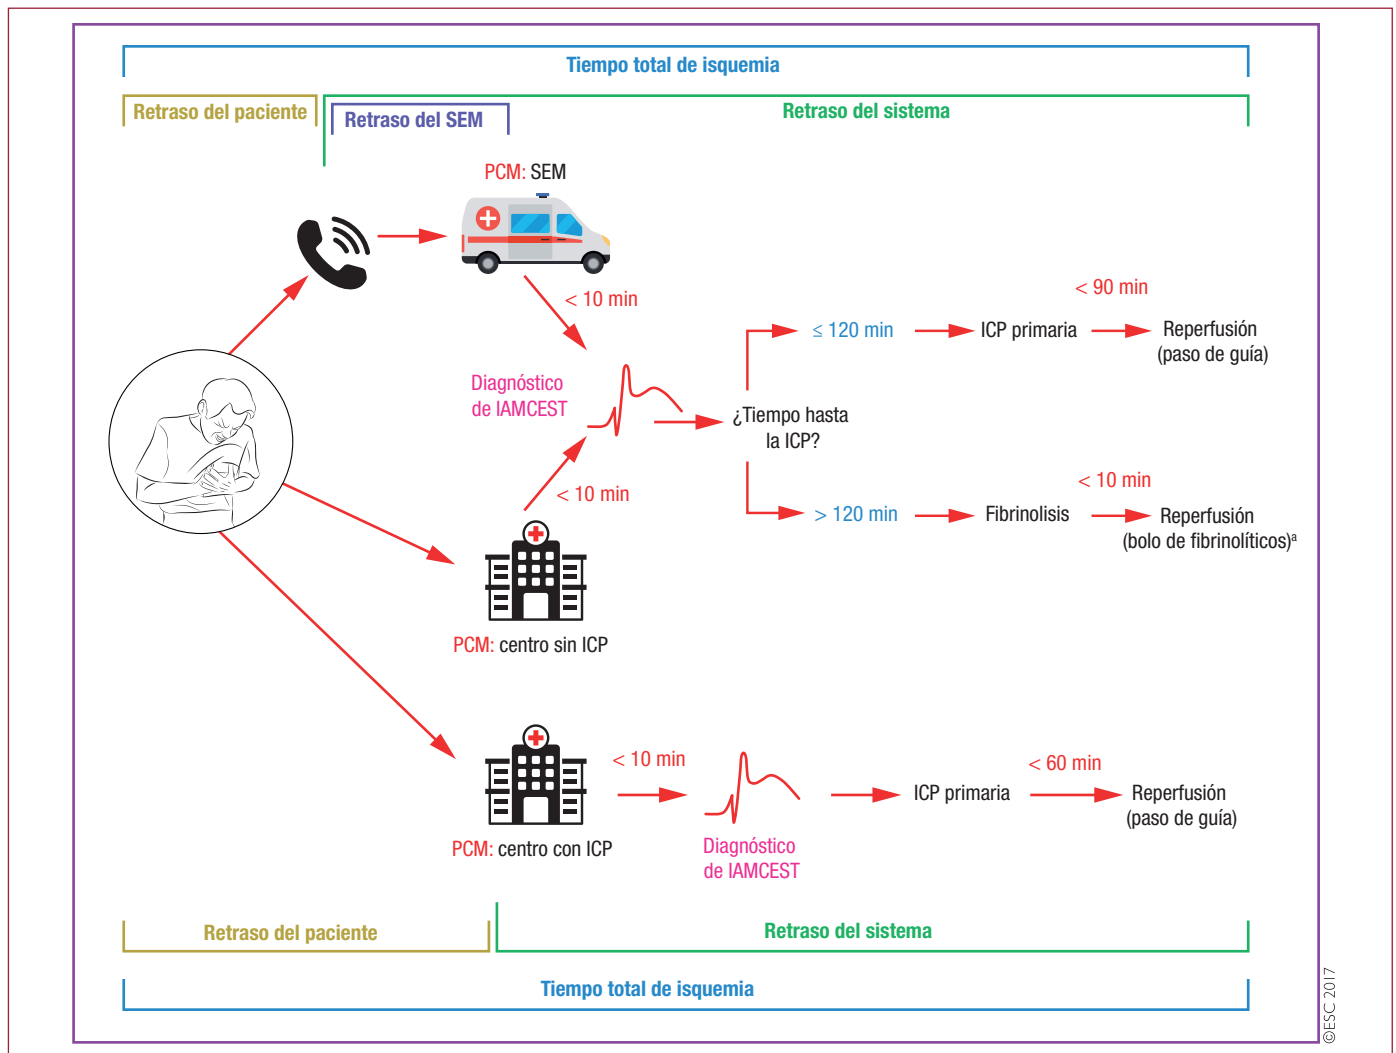 Tiempo total de isquemia
Retraso del paciente
Retraso del SEM
Retraso del sistema
PCM: SEM
< 10 min
Diagnóstico
de IAMCEST
< 10 min
¿Tiempo hasta
la ICP?
≤ 120 min
ICP primaria
< 90 min
Reperfusión
(paso de guía)
> 120 min
Fibrinolisis
< 10 min
Reperfusión
(bolo de fibrinolíticos)ª
PCM: centro sin ICP
PCM: centro con ICP
< 10 min
Diagnóstico
de IAMCEST
ICP primaria
< 60 min
Reperfusión
(paso de guía)
Retraso del paciente
Retraso del sistema
Tiempo total de isquemia
©ESC 2017